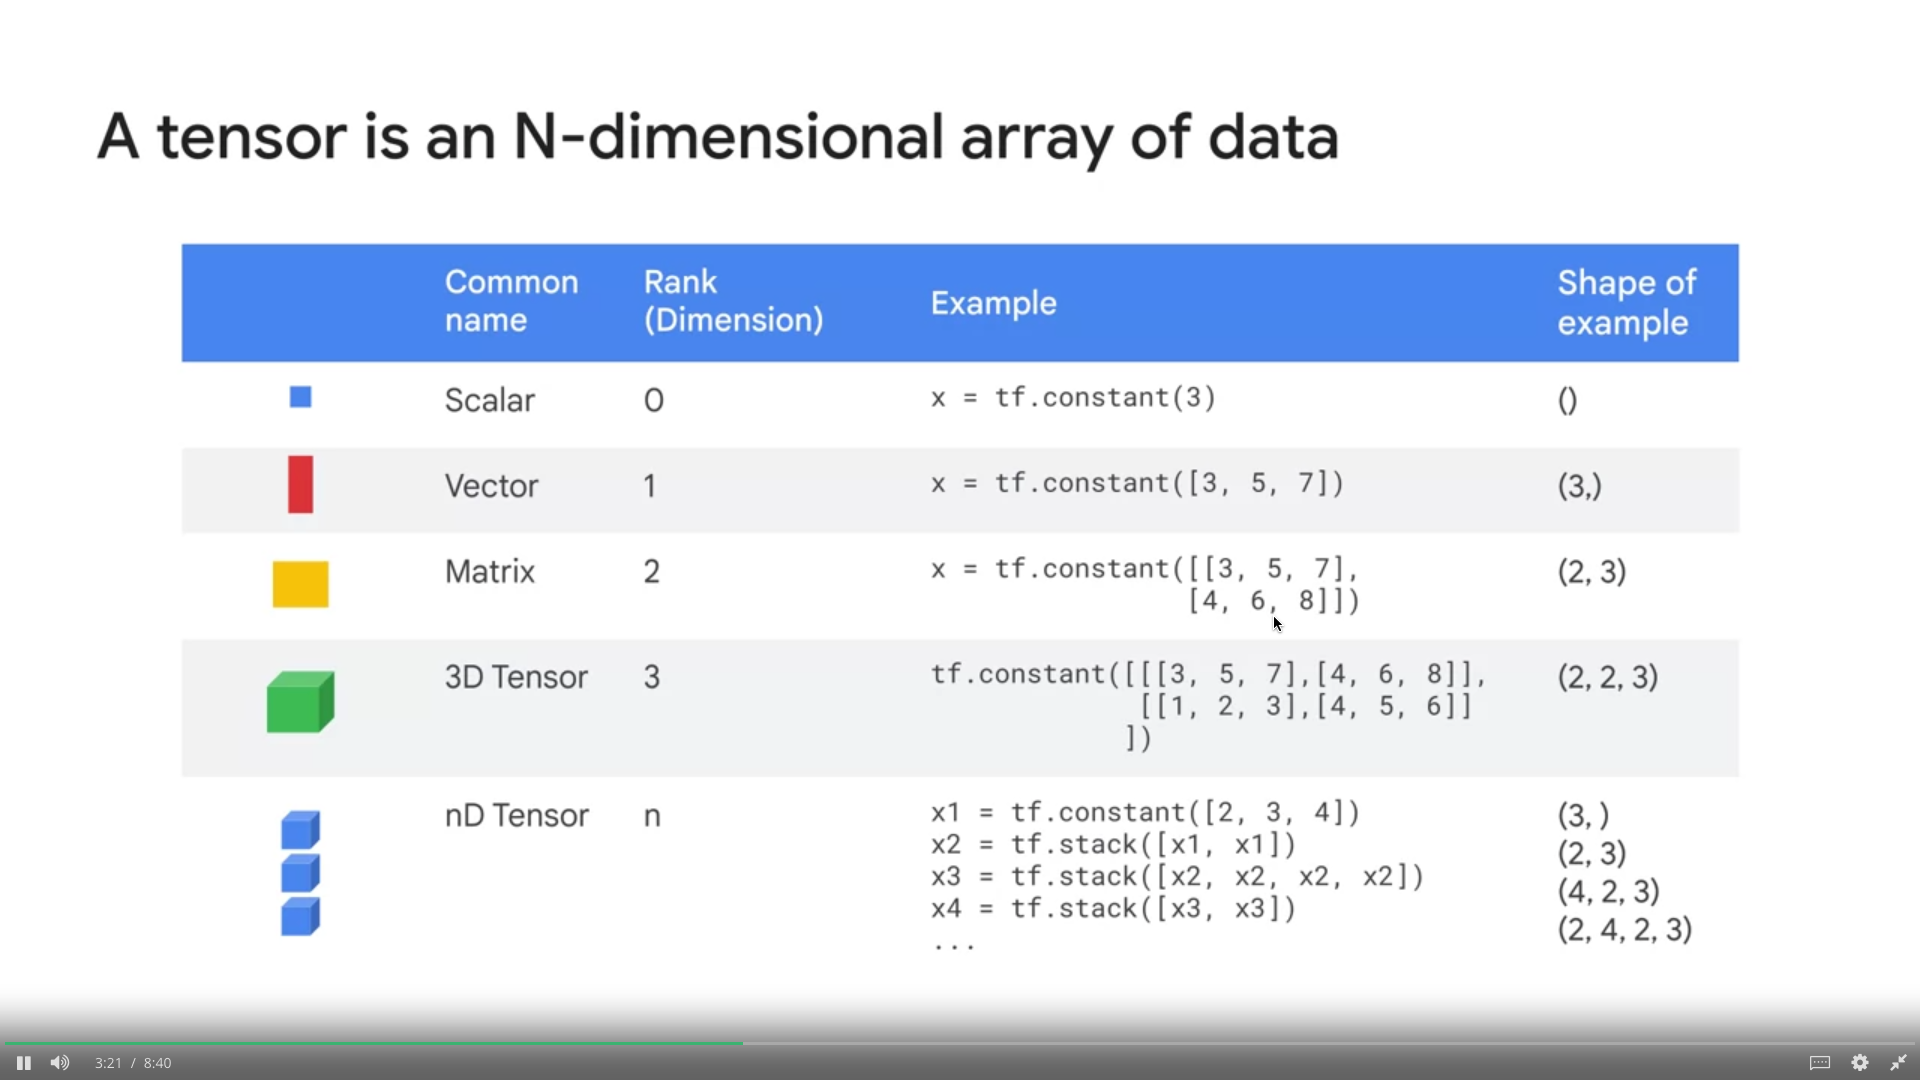 A tensor is an N-dimensional array of data
Common name
Rank (Dimension)
Example
Shape of example
Scalar 0 x = tf.constant(3) ()
Vector 1 x = tf.constant([3, 5, 7]) (3,)
Matrix 2 x = tf.constant([[3, 5, 7], (2, 3)
[4, 6, 8]])
3D Tensor 3 tf.constant([[[3, 5, 7],[4, 6, 8]], (2, 2, 3)
[[1, 2, 3],[4, 5, 6]]
])
nD Tensor n x1 = tf.constant([2, 3, 4]) (3, )
x2 = tf.stack([x1, x1]) (2, 3)
x3 = tf.stack([x2, x2, x2, x2]) (4, 2, 3)
x4 = tf.stack([x3, x3]) (2, 4, 2, 3)
...
3:21 / 8:40